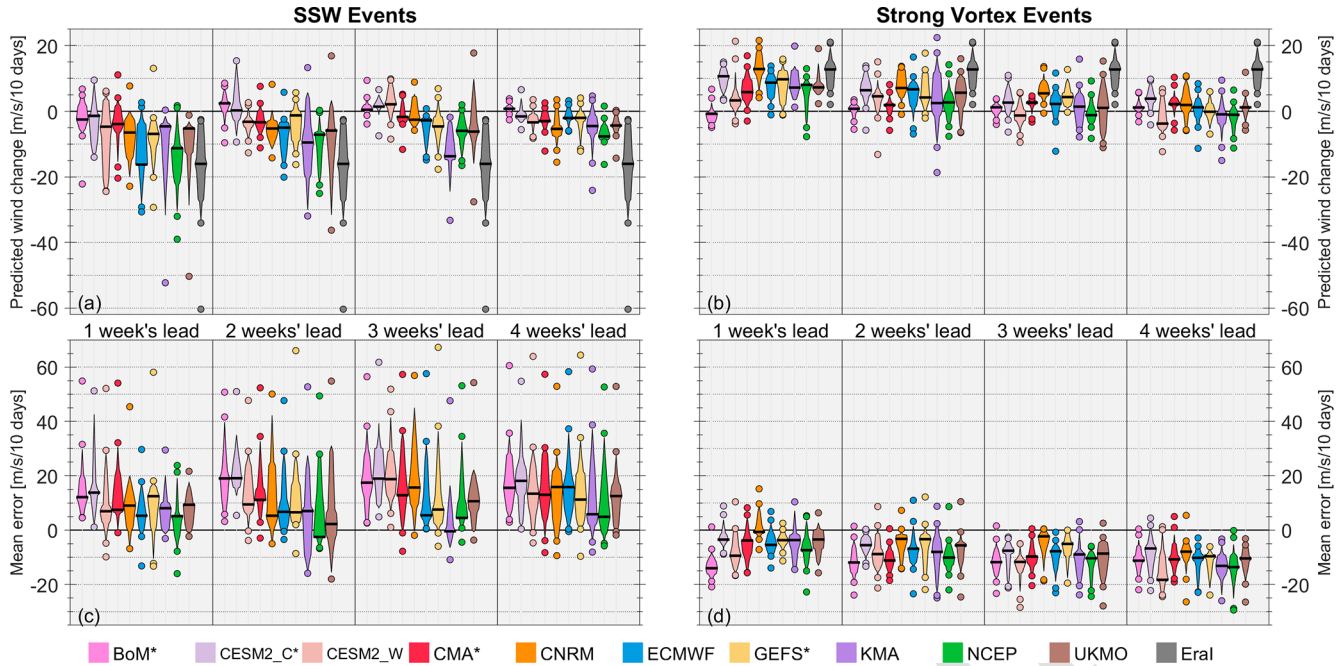 SSW Events
Strong Vortex Events
Predicted wind change [m/s/10 days]
20
0
-20
-40
-60
(a)
20
0
-20
-40
-60
Predicted wind change [m/s/10 days]
(b)
1 week's lead 2 weeks' lead 3 weeks' lead 4 weeks' lead
1 week's lead 2 weeks' lead 3 weeks' lead 4 weeks' lead
Mean error [m/s/10 days]
60
40
20
0
-20
(c)
60
40
20
0
-20
Mean error [m/s/10 days]
(d)
BoM* CESM2_C* CESM2_W CMA* CNRM ECMWF GEFS* KMA NCEP UKMO EraI